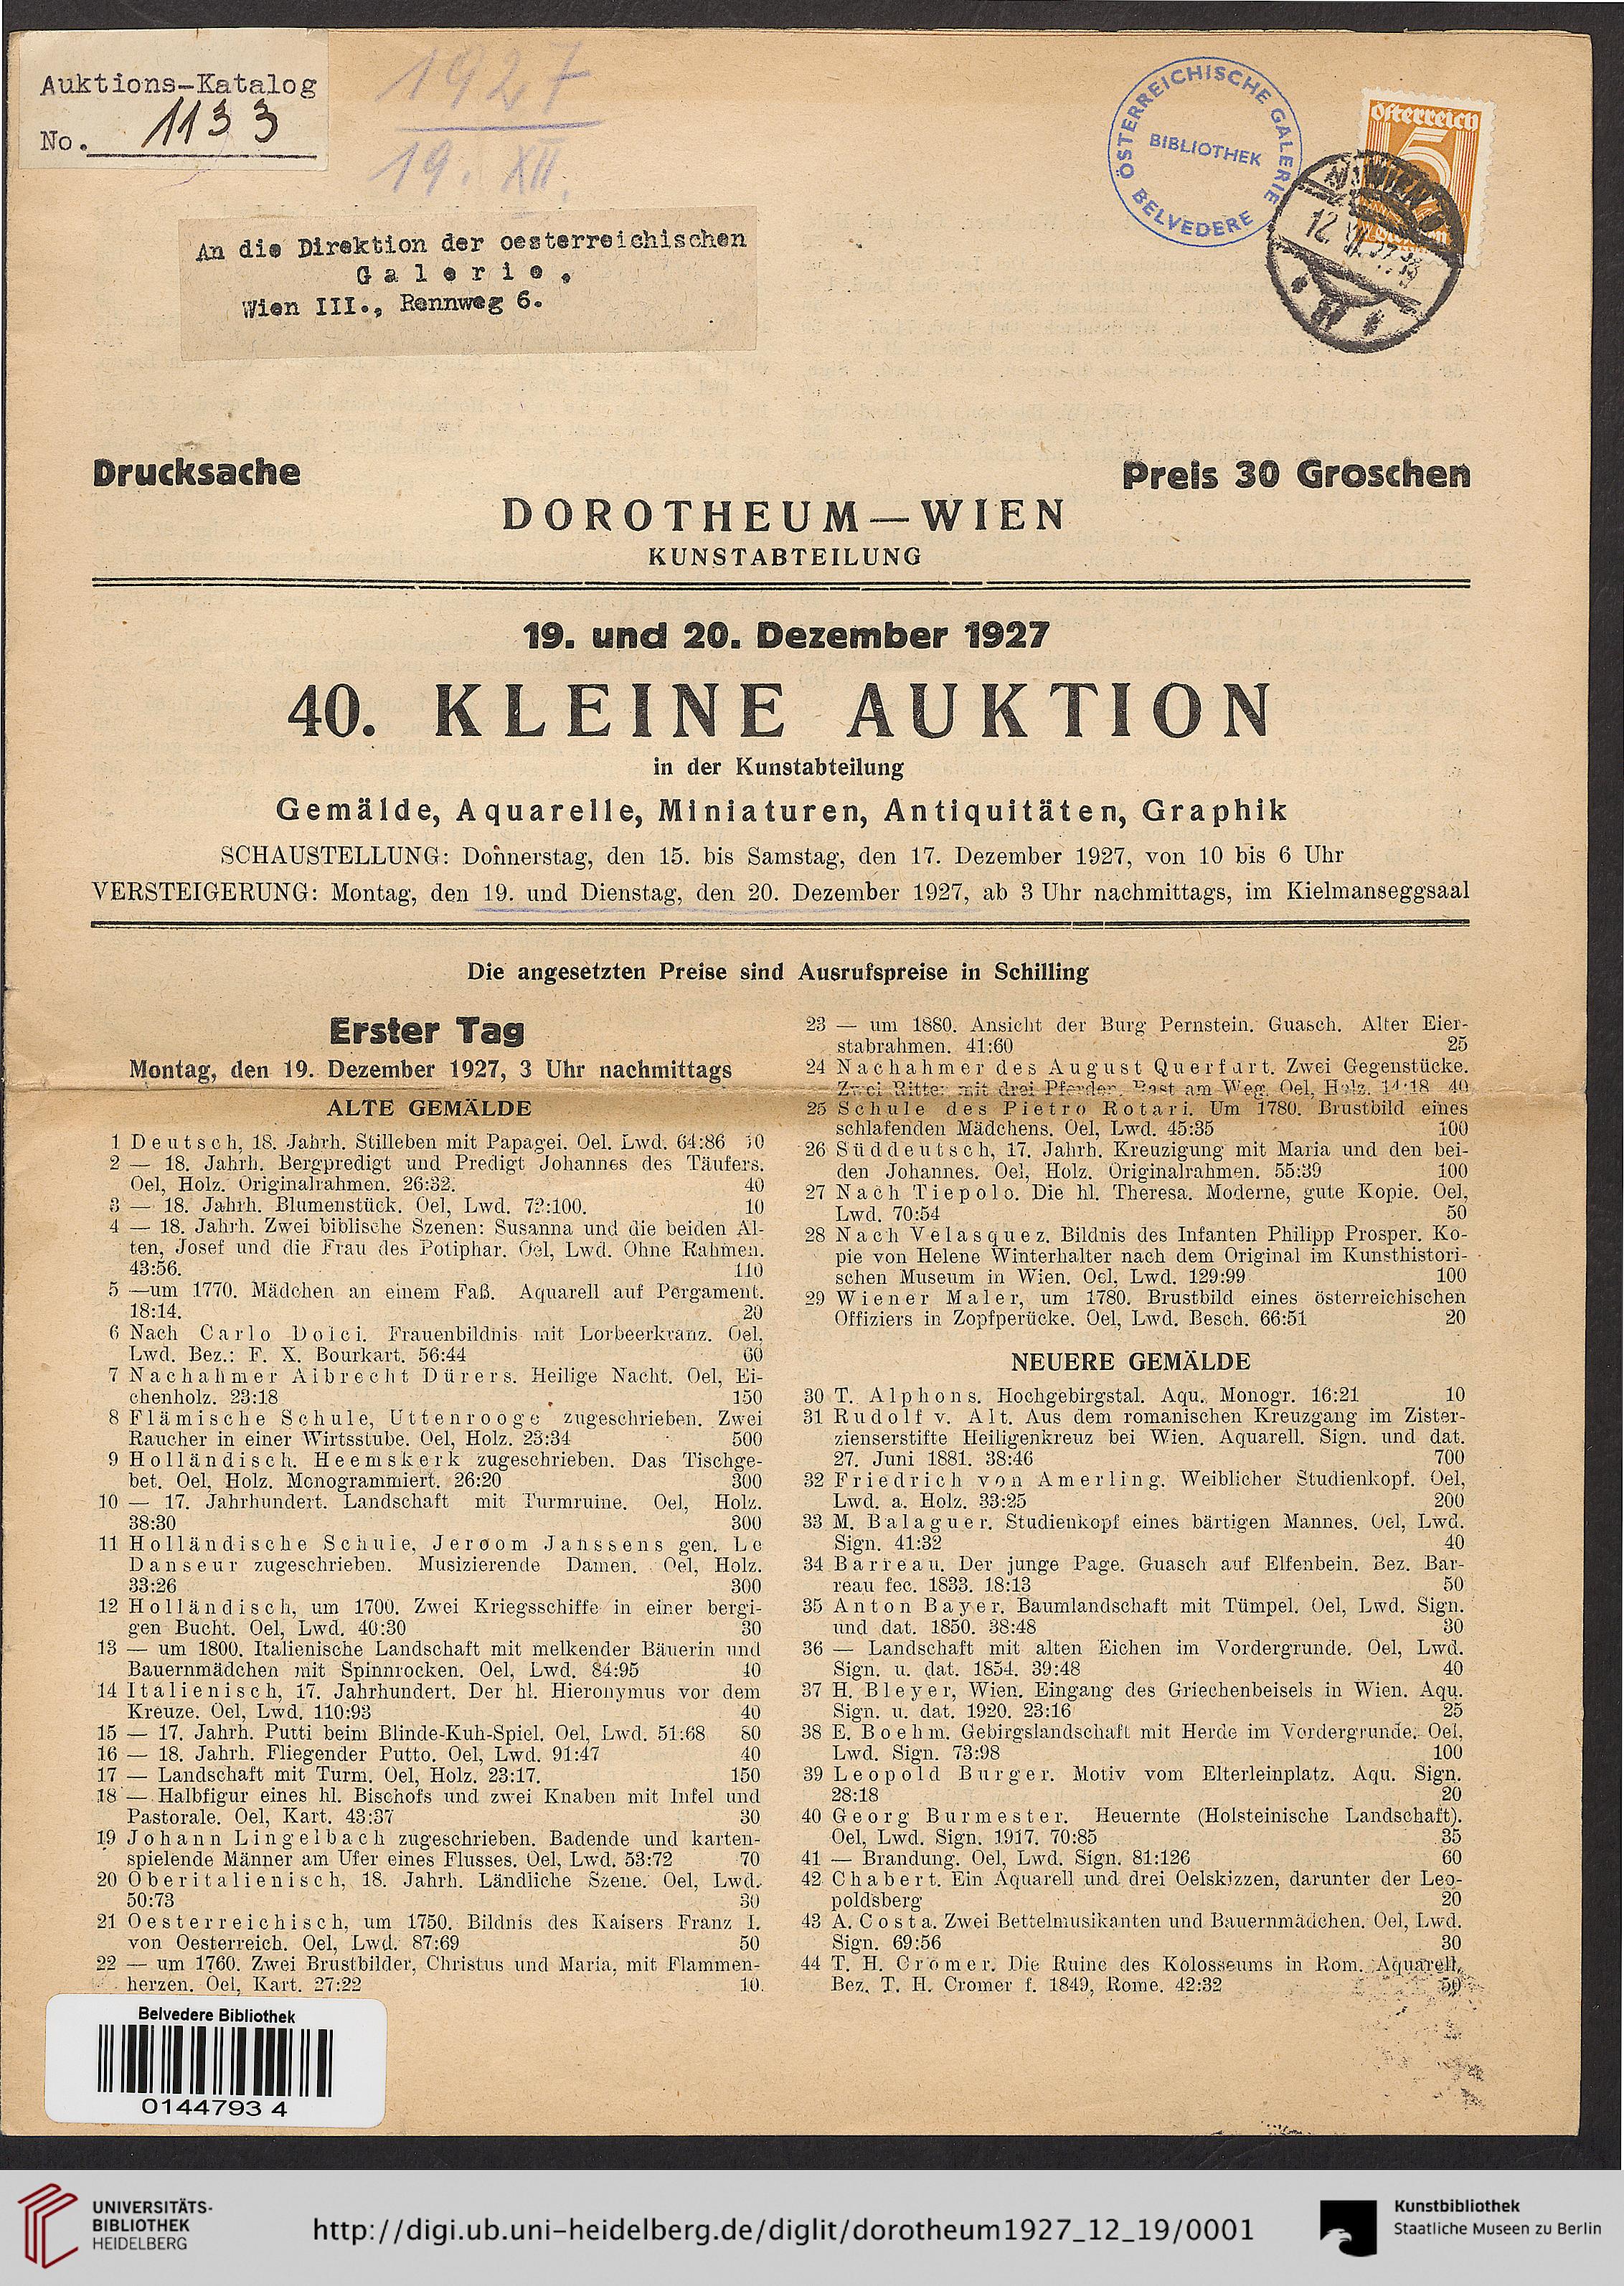 Auktions-Katalog
No. 1133
1927
19. XII.
ÖSTERREICHISCHE GALERIE
BIBLIOTHEK
BELVEDERE
Österreich
5
WIEN
An die Direktion der oesterreichischen
Galerie.
Wien III., Rennweg 6.
Drucksache
Preis 30 Groschen
DOROTHEUM — WIEN
KUNSTABTEILUNG
19. und 20. Dezember 1927
40. KLEINE AUKTION
in der Kunstabteilung
Gemälde, Aquarelle, Miniaturen, Antiquitäten, Graphik
SCHAUSTELLUNG: Donnerstag, den 15. bis Samstag, den 17. Dezember 1927, von 10 bis 6 Uhr
VERSTEIGERUNG: Montag, den 19. und Dienstag, den 20. Dezember 1927, ab 3 Uhr nachmittags, im Kielmanseggsaal
Die angesetzten Preise sind Ausrufspreise in Schilling
Erster Tag
Montag, den 19. Dezember 1927, 3 Uhr nachmittags
ALTE GEMÄLDE
1 Deutsch, 18. Jahrh. Stilleben mit Papagei. Oel. Lwd. 64:86
2 — 18. Jahrh. Bergpredigt und Predigt Johannes des Täufers.
Oel, Holz. Originalrahmen. 26:32. 40
3 — 18. Jahrh. Blumenstück. Oel, Lwd. 10
4 — 18. Jahrh. Zwei biblische Szenen: Susanna und die beiden Al-
ten, Josef und die Frau des Potiphar. Oel, Lwd. Ohne Rahmen.
43:56. 110
5 —um 1770. Mädchen an einem Faß. Aquarell auf Pergament.
18:14. 20
6 Nach Carlo Dolci. Frauenbildnis mit Lorbeerkranz. Oel,
Lwd. Bez.: F. X. Bourkart. 56:44 60
7 Nachahmer Albrecht Dürers. Heilige Nacht. Oel, Ei-
chenholz. 23:18 150
8 Flämische Schule, Uttenrooge zugeschrieben. Zwei
Raucher in einer Wirtsstube. Oel, Holz. 23:34 500
9 Holländisch. Heemskerk zugeschrieben. Das Tischge-
bet. Oel, Holz. Monogrammiert. 26:20 300
10 — 17. Jahrhundert. Landschaft mit Turmruine. Oel, Holz.
38:30 300
11 Holländische Schule, Jeroom Janssens gen. Le
Danseur zugeschrieben. Musizierende Damen. Oel, Holz.
33:26 300
12 Holländisch, um 1700. Zwei Kriegsschiffe in einer bergi-
gen Bucht. Oel, Lwd. 40:30 30
13 — um 1800. Italienische Landschaft mit melkender Bäuerin und
Bauernmädchen mit Spinnrocken. Oel, Lwd. 84:95 40
14 Italienisch, 17. Jahrhundert. Der hl. Hieronymus vor dem
Kreuze. Oel, Lwd. 110:93 40
15 — 17. Jahrh. Putti beim Blinde-Kuh-Spiel. Oel, Lwd. 51:68 80
16 — 18. Jahrh. Fliegender Putto. Oel, Lwd. 91:47 40
17 — Landschaft mit Turm. Oel, Holz. 23:17. 150
18 — Halbfigur eines hl. Bischofs und zwei Knaben mit Infel und
Pastorale. Oel, Kart. 43:37 30
19 Johann Lingelbach zugeschrieben. Badende und karten-
spielende Männer am Ufer eines Flusses. Oel, Lwd. 53:72 70
20 Oberitalienisch, 18. Jahrh. Ländliche Szene. Oel, Lwd.
50:73 30
21 Oesterreichisch, um 1750. Bildnis des Kaisers Franz I.
von Oesterreich. Oel, Lwd. 87:69 50
22 — um 1760. Zwei Brustbilder, Christus und Maria, mit Flammen-
herzen. Oel, Kart. 27:22 10.
23 — um 1880. Ansicht der Burg Pernstein. Guasch. Alter Eier-
stabrahmen. 41:60 25
24 Nachahmer des August Querfurt. Zwei Gegenstücke.
Zwei Ritter mit drei Pferden. Rast am Weg. Oel, Holz. 14:18 40
25 Schule des Pietro Rotari. Um 1780. Brustbild eines
schlafenden Mädchens. Oel, Lwd. 45:35 100
26 Süddeutsch, 17. Jahrh. Kreuzigung mit Maria und den bei-
den Johannes. Oel, Holz. Originalrahmen. 55:39 100
27 Nach Tiepolo. Die hl. Theresa. Moderne, gute Kopie. Oel,
Lwd. 70:54 50
28 Nach Velasquez. Bildnis des Infanten Philipp Prosper. Ko-
pie von Helene Winterhalter nach dem Original im Kunsthistori-
schen Museum in Wien. Oel, Lwd. 129:99 100
29 Wiener Maler, um 1780. Brustbild eines österreichischen
Offiziers in Zopfperücke. Oel, Lwd. Besch. 66:51 20
NEUERE GEMÄLDE
30 T. Alphons. Hochgebirgstal. Aqu. Monogr. 16:21 10
31 Rudolf v. Alt. Aus dem romanischen Kreuzgang im Zister-
zienserstifte Heiligenkreuz bei Wien. Aquarell. Sign. und dat.
27. Juni 1881. 38:46 700
32 Friedrich von Amerling. Weiblicher Studienkopf. Oel,
Lwd. a. Holz. 33:25 200
33 M. Balaguer. Studienkopf eines bärtigen Mannes. Oel, Lwd.
Sign. 41:32 40
34 Barreau. Der junge Page. Guasch auf Elfenbein. Bez. Bar-
reau fec. 1833. 18:13 50
35 Anton Bayer. Baumlandschaft mit Tümpel. Oel, Lwd. Sign.
und dat. 1850. 38:48 30
36 — Landschaft mit alten Eichen im Vordergrunde. Oel, Lwd.
Sign. u. dat. 1854. 39:48 40
37 H. Bleyer, Wien. Eingang des Griechenbeisels in Wien. Aqu.
Sign. u. dat. 1920. 23:16 25
38 E. Boehm. Gebirgslandschaft mit Herde im Vordergrunde. Oel,
Lwd. Sign. 73:98 100
39 Leopold Burger. Motiv vom Elterleinplatz. Aqu. Sign.
28:18 20
40 Georg Burmester. Heuernte (Holsteinische Landschaft).
Oel, Lwd. Sign. 1917. 70:85 35
41 — Brandung. Oel, Lwd. Sign. 81:126 60
42 Chabert. Ein Aquarell und drei Oelskizzen, darunter der Leo-
poldsberg 20
43 A. Costa. Zwei Bettelmusikanten und Bauernmädchen. Oel, Lwd.
Sign. 69:56 30
44 T. H. Cromer. Die Ruine des Kolosseums in Rom. Aquarell.
Bez. T. H. Cromer f. 1849, Rome. 42:32 50
Belvedere Bibliothek
0144793 4
UNIVERSITÄTS-
BIBLIOTHEK
HEIDELBERG
http://digi.ub.uni-heidelberg.de/diglit/dorotheum1927_12_19/0001
Kunstbibliothek
Staatliche Museen zu Berlin